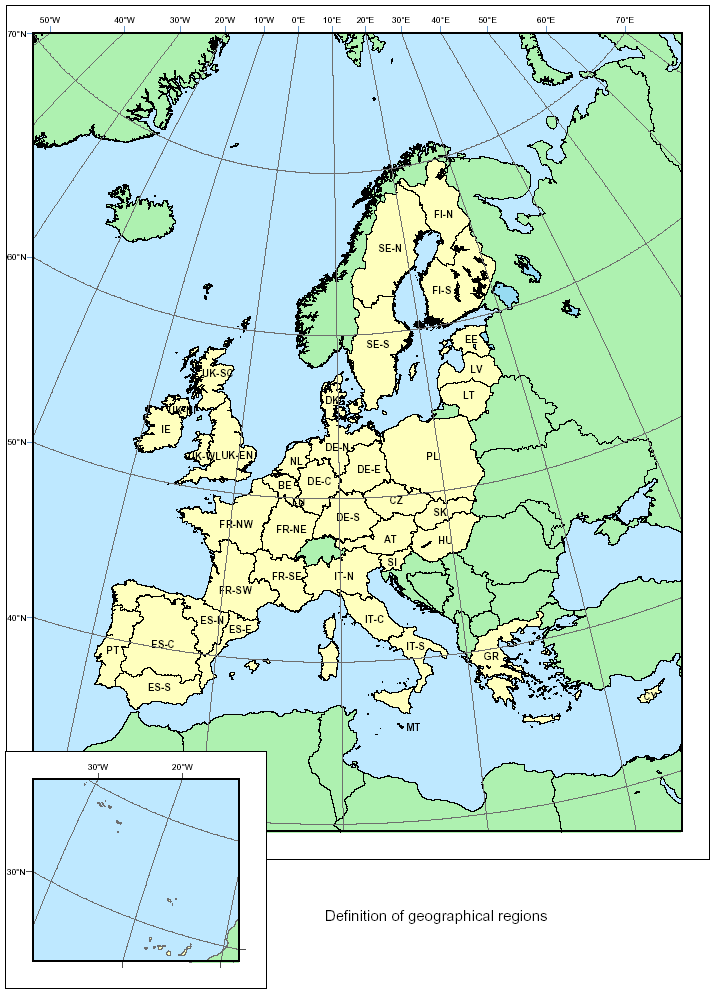 50°W 40°W 30°W 20°W 10°W 0°E 10°E 20°E 30°E 40°E 50°E 60°E 70°E
70°N
60°N
50°N
40°N
FI-N
SE-N
FI-S
EE
SE-S
LV
UK-SC
LT
DK
IE
DE-N
UK-EN
PL
NL
DE-E
DE-C
BE
CZ
SK
DE-S
FR-NW
FR-NE
AT
HU
SI
FR-SE
IT-N
FR-SW
ES-N
IT-C
ES-E
ES-C
IT-S
PT
GR
ES-S
CY
MT
30°W 20°W
30°N
Definition of geographical regions